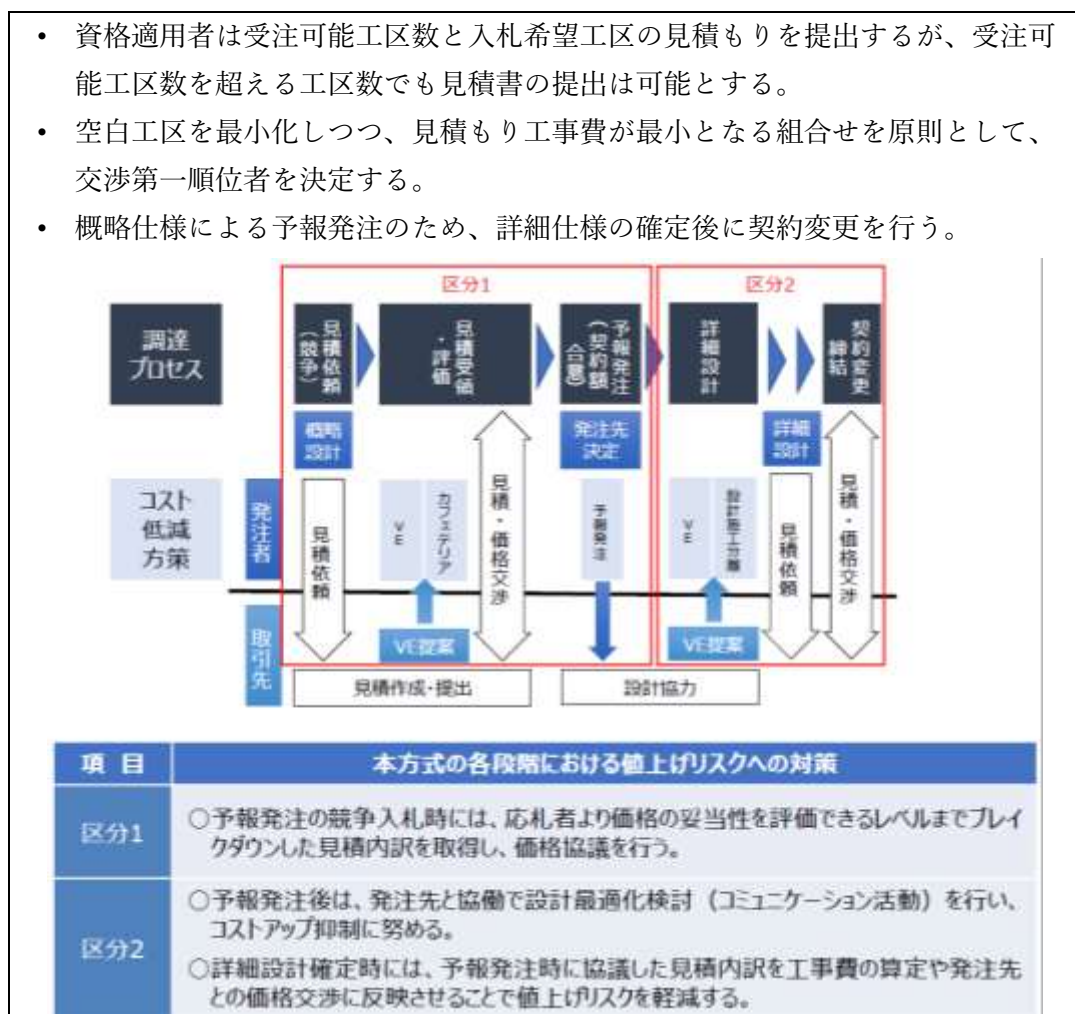 • 資格適用者は受注可能工区数と入札希望工区の見積もりを提出するが、受注可
能工区数を超える工区数でも見積書の提出は可能とする。
• 空白工区を最小化しつつ、見積もり工事費が最小となる組合せを原則として、
交渉第一順位者を決定する。
• 概略仕様による予報発注のため、詳細仕様の確定後に契約変更を行う。
区分1
区分2
調達
プロセス
見積依頼
(競争)
見積受領
・評価
予報発注
(契約額
合意)
詳細設計
契約変更
締結
概略
設計
発注先
決定
詳細
設計
コスト
低減
方策
発注者
見積依頼
VE
カフェテリア
見積・価格交渉
予報発注
VE
設計施工分離
見積依頼
見積・価格交渉
取引先
VE提案
VE提案
見積作成・提出
設計協力
項 目
本方式の各段階における値上げリスクへの対策
区分1
○予報発注の競争入札時には、応札者より価格の妥当性を評価できるレベルまでブレイ
クダウンした見積内訳を取得し、価格協議を行う。
区分2
○予報発注後は、発注先と協働で設計最適化検討（コミュニケーション活動）を行い、
コストアップ抑制に努める。
○詳細設計確定時には、予報発注時に協議した見積内訳を工事費の算定や発注先
との価格交渉に反映させることで値上げリスクを軽減する。